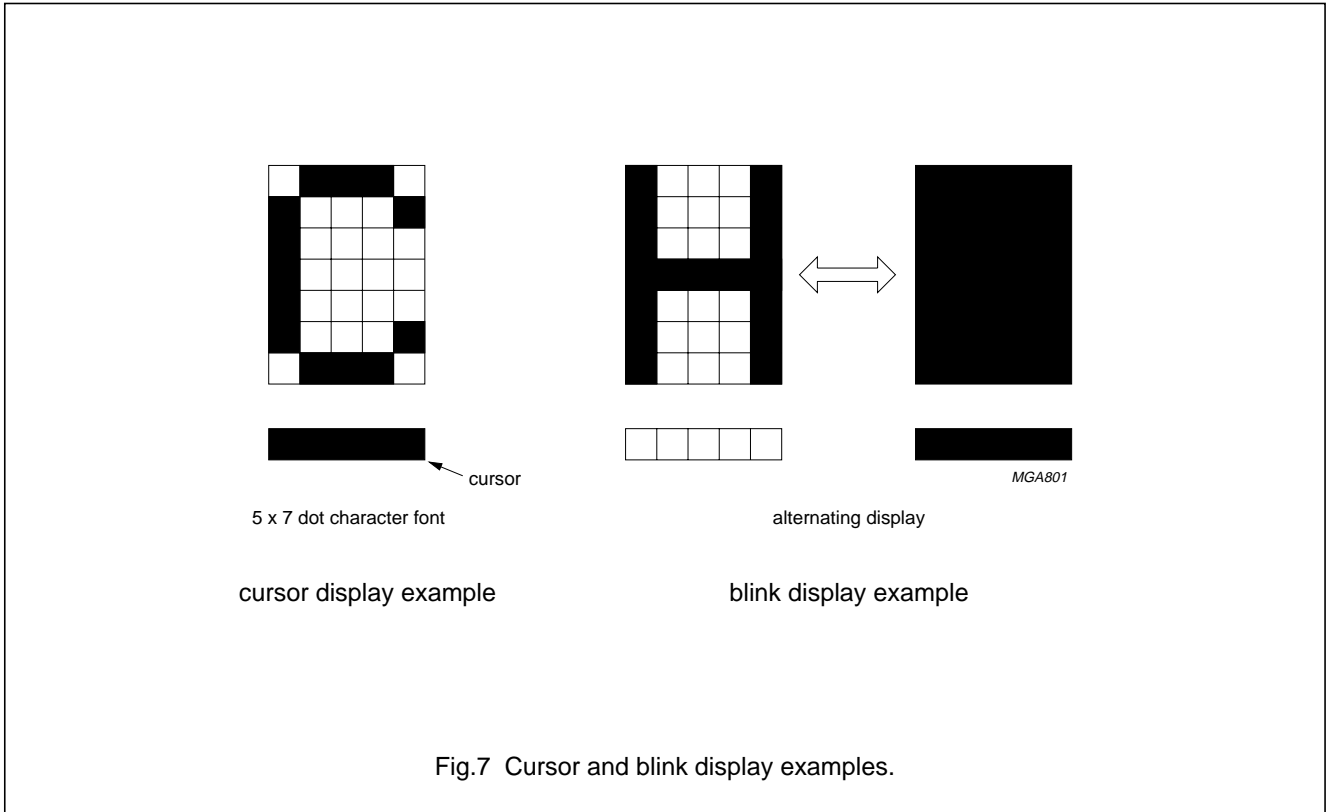 cursor
MGA801
5 x 7 dot character font
alternating display
cursor display example
blink display example
Fig.7 Cursor and blink display examples.